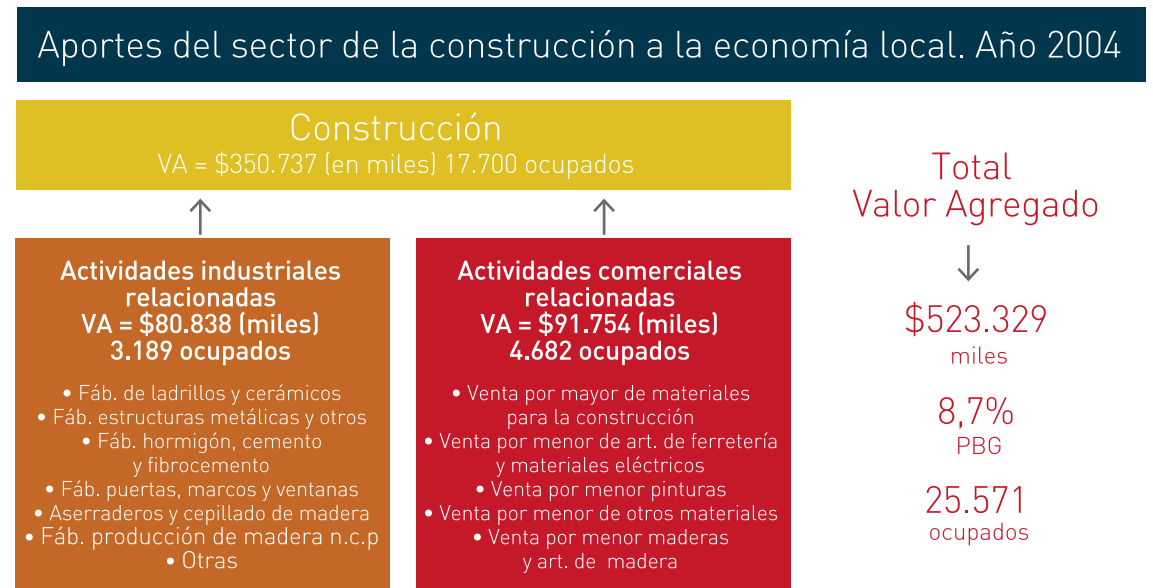 Aportes del sector de la construcción a la economía local. Año 2004
Construcción
VA = $350.737 (en miles) 17.700 ocupados
Actividades industriales
relacionadas
VA = $80.838 (miles)
3.189 ocupados
• Fáb. de ladrillos y cerámicos
• Fáb. estructuras metálicas y otros
• Fáb. hormigón, cemento
y fibrocemento
• Fáb. puertas, marcos y ventanas
• Aserraderos y cepillado de madera
• Fáb. producción de madera n.c.p
• Otras
Actividades comerciales
relacionadas
VA = $91.754 (miles)
4.682 ocupados
• Venta por mayor de materiales
para la construcción
• Venta por menor de art. de ferretería
y materiales eléctricos
• Venta por menor pinturas
• Venta por menor de otros materiales
• Venta por menor maderas
y art. de madera
Total
Valor Agregado
$523.329
miles
8,7%
PBG
25.571
ocupados